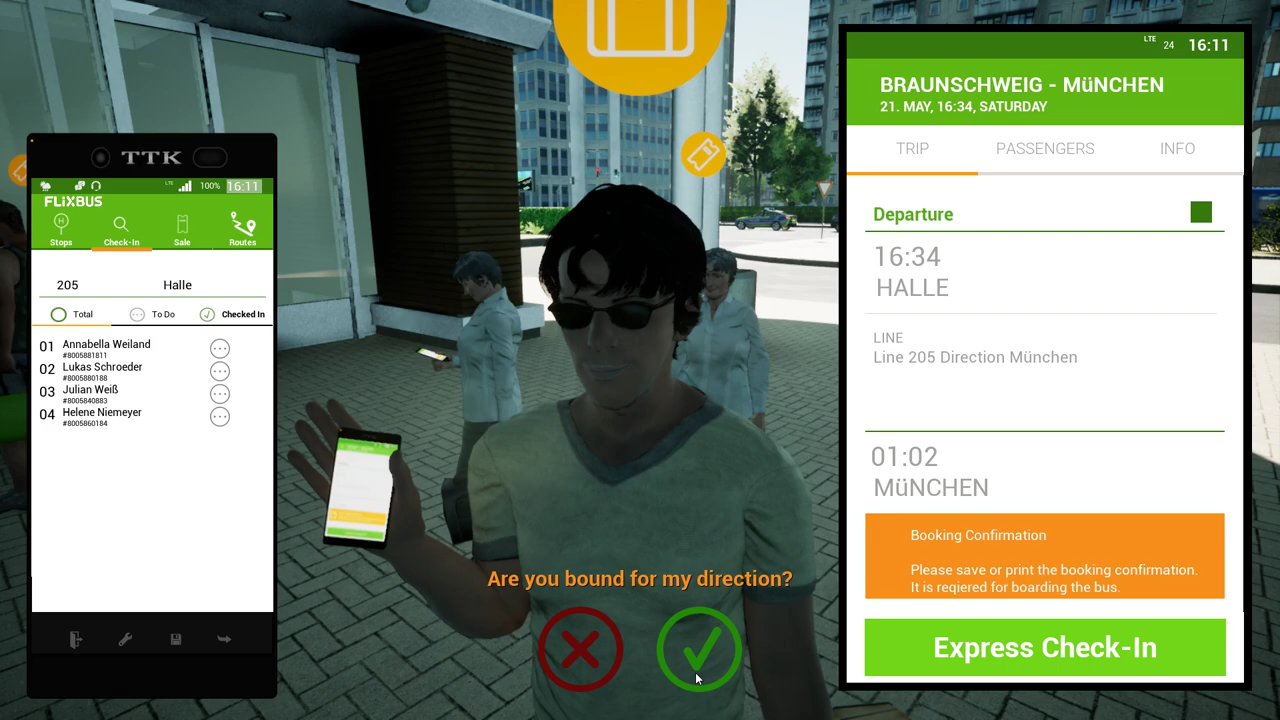 TTK
LTE 100% 16:11
FLiXBUS
Stops Check-In Sale Routes
205 Halle
Total To Do Checked In
01 Annabella Weiland
#8005881811
02 Lukas Schroeder
#8005880188
03 Julian Weiß
#8005840883
04 Helene Niemeyer
#8005860184
Are you bound for my direction?
LTE 24 16:11
BRAUNSCHWEIG - MüNCHEN
21. MAY, 16:34, SATURDAY
TRIP PASSENGERS INFO
Departure
16:34
HALLE
LINE
Line 205 Direction München
01:02
MüNCHEN
Booking Confirmation
Please save or print the booking confirmation.
It is reqiered for boarding the bus.
Express Check-In